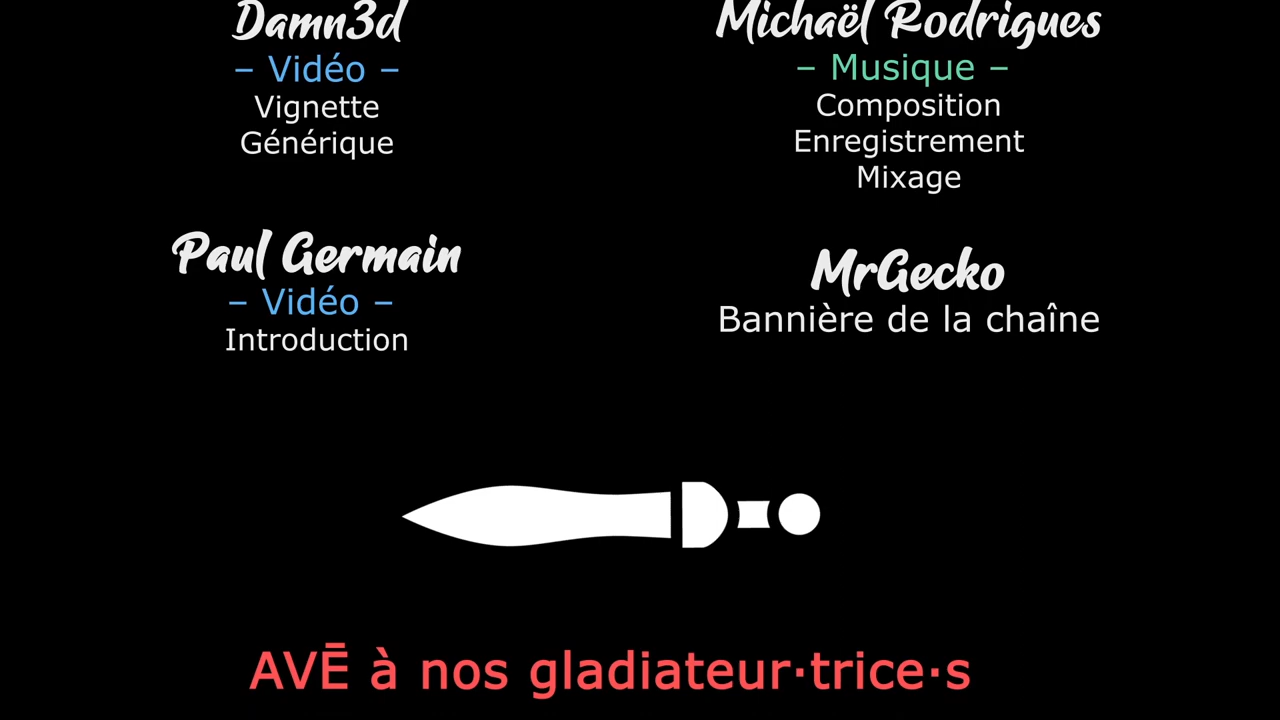 Damn3d
– Vidéo –
Vignette
Générique
Michaël Rodrigues
– Musique –
Composition
Enregistrement
Mixage
Paul Germain
– Vidéo –
Introduction
MrGecko
Bannière de la chaîne
AVĒ à nos gladiateur·trice·s